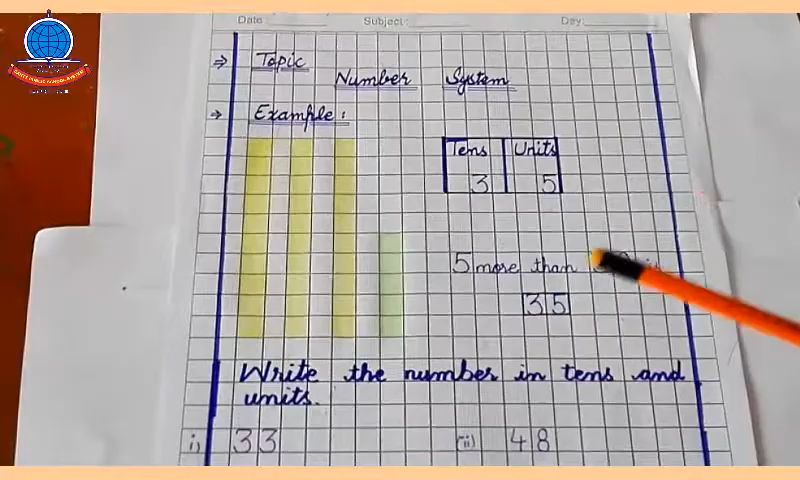 Date : Subject : Day:
⇒ Topic
Number System
→ Example :
Tens Units
3 5
5 more than is
35
Write the number in tens and
units.
i) 33 (ii) 48